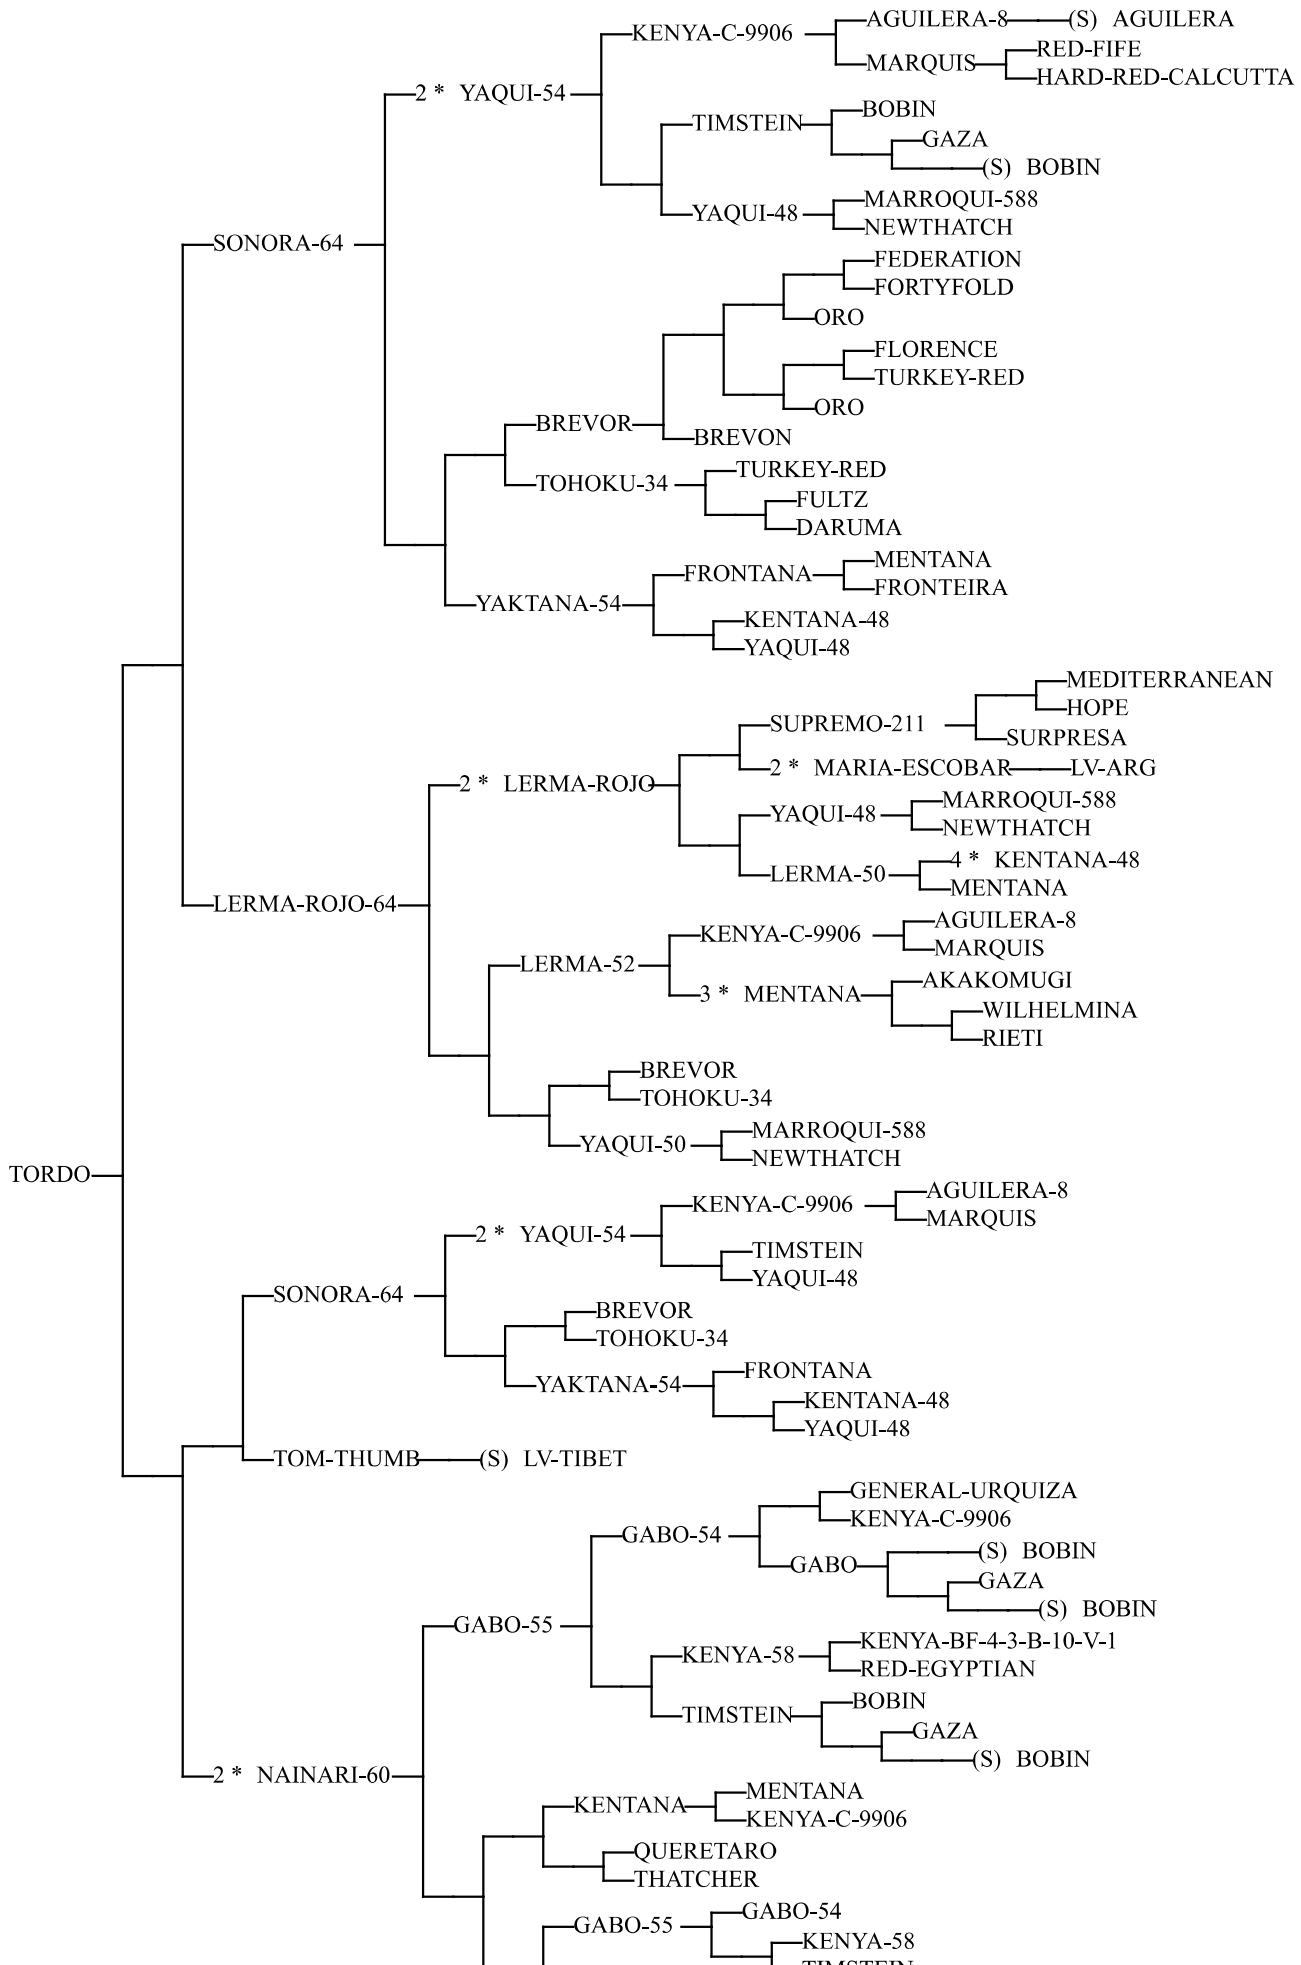 AGUILERA-8 (S) AGUILERA
KENYA-C-9906
RED-FIFE
MARQUIS
HARD-RED-CALCUTTA
2 * YAQUI-54
BOBIN
TIMSTEIN
GAZA
(S) BOBIN
MARROQUI-588
YAQUI-48
NEWTHATCH
SONORA-64
FEDERATION
FORTYFOLD
ORO
FLORENCE
TURKEY-RED
ORO
BREVOR
BREVON
TURKEY-RED
TOHOKU-34
FULTZ
DARUMA
MENTANA
FRONTANA
FRONTEIRA
YAKTANA-54
KENTANA-48
YAQUI-48
MEDITERRANEAN
HOPE
SUPREMO-211
SURPRESA
2 * MARIA-ESCOBAR LV-ARG
2 * LERMA-ROJO
MARROQUI-588
YAQUI-48
NEWTHATCH
4 * KENTANA-48
LERMA-50
MENTANA
LERMA-ROJO-64
AGUILERA-8
KENYA-C-9906
MARQUIS
LERMA-52
AKAKOMUGI
3 * MENTANA
WILHELMINA
RIETI
BREVOR
TOHOKU-34
MARROQUI-588
YAQUI-50
NEWTHATCH
TORDO
AGUILERA-8
KENYA-C-9906
MARQUIS
2 * YAQUI-54
TIMSTEIN
YAQUI-48
SONORA-64
BREVOR
TOHOKU-34
FRONTANA
YAKTANA-54
KENTANA-48
YAQUI-48
TOM-THUMB (S) LV-TIBET
GENERAL-URQUIZA
KENYA-C-9906
GABO-54
(S) BOBIN
GABO
GAZA
(S) BOBIN
GABO-55
KENYA-BF-4-3-B-10-V-1
KENYA-58
RED-EGYPTIAN
BOBIN
TIMSTEIN
GAZA
(S) BOBIN
2 * NAINARI-60
MENTANA
KENTANA
KENYA-C-9906
QUERETARO
THATCHER
GABO-54
GABO-55
KENYA-58